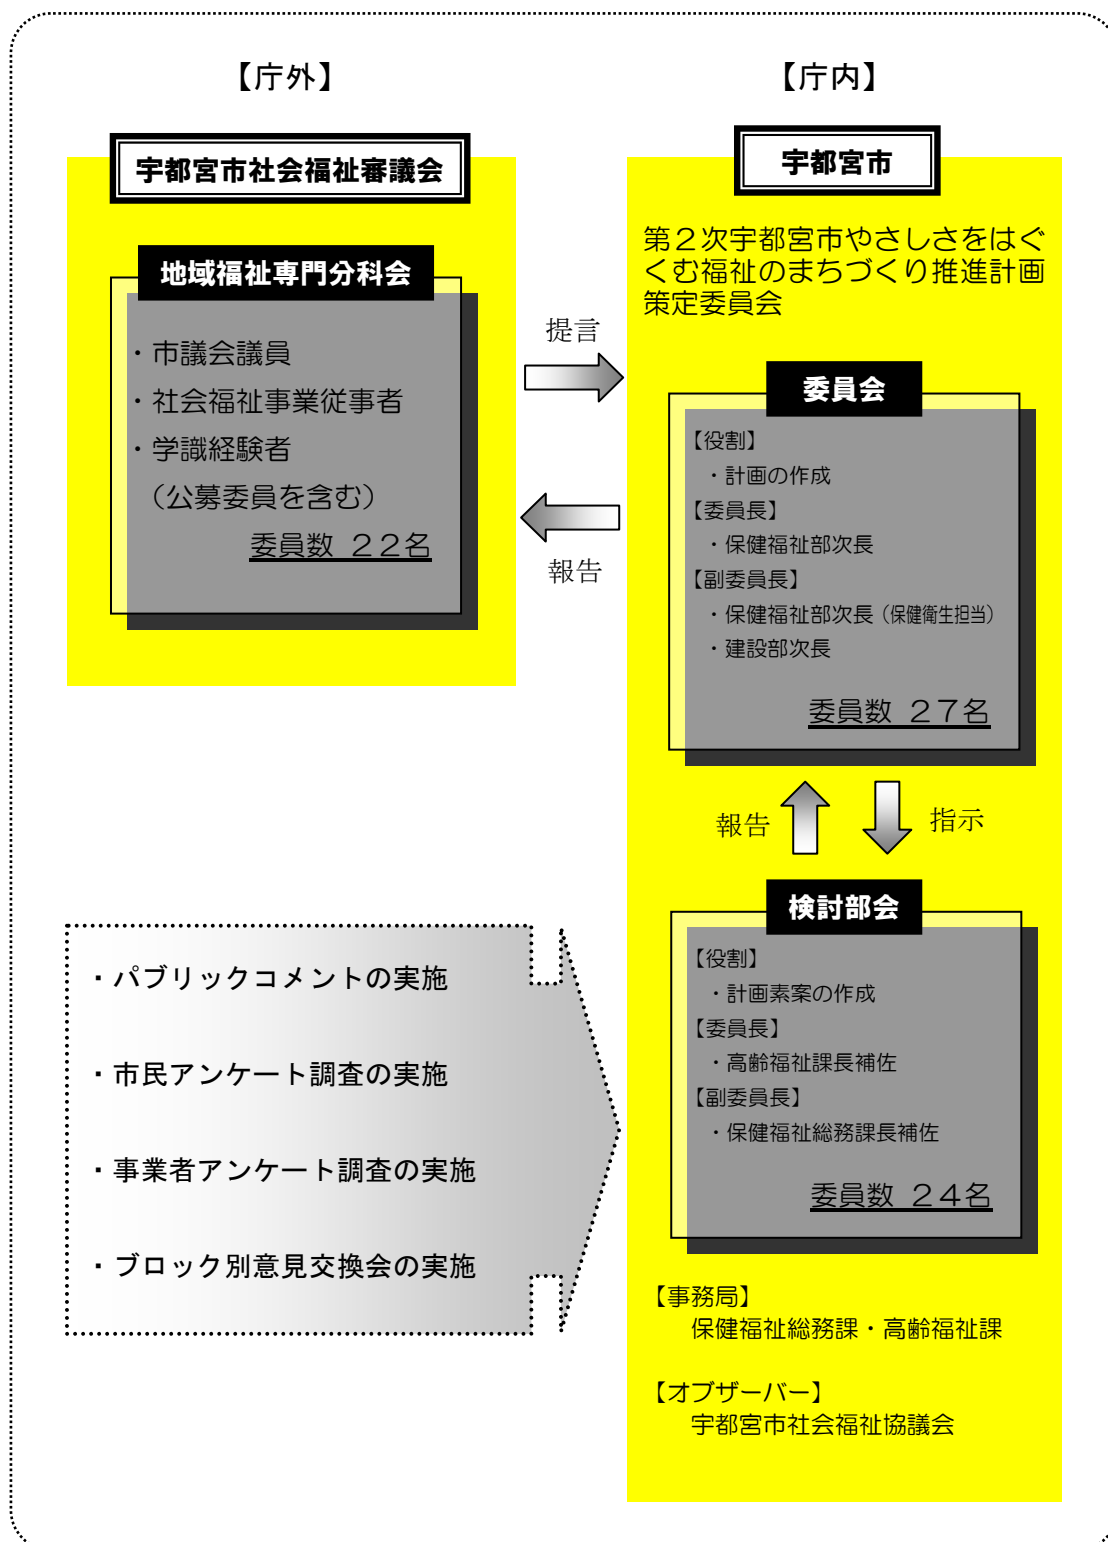 【庁外】
宇都宮市社会福祉審議会
地域福祉専門分科会
・市議会議員
・社会福祉事業従事者
・学識経験者
（公募委員を含む）
委員数 ２２名
提言
報告
【庁内】
宇都宮市
第２次宇都宮市やさしさをはぐ
くむ福祉のまちづくり推進計画
策定委員会
委員会
【役割】
・計画の作成
【委員長】
・保健福祉部次長
【副委員長】
・保健福祉部次長（保健衛生担当）
・建設部次長
委員数 ２７名
報告
指示
検討部会
【役割】
・計画素案の作成
【委員長】
・高齢福祉課長補佐
【副委員長】
・保健福祉総務課長補佐
委員数 ２４名
【事務局】
保健福祉総務課・高齢福祉課
【オブザーバー】
宇都宮市社会福祉協議会
・パブリックコメントの実施
・市民アンケート調査の実施
・事業者アンケート調査の実施
・ブロック別意見交換会の実施